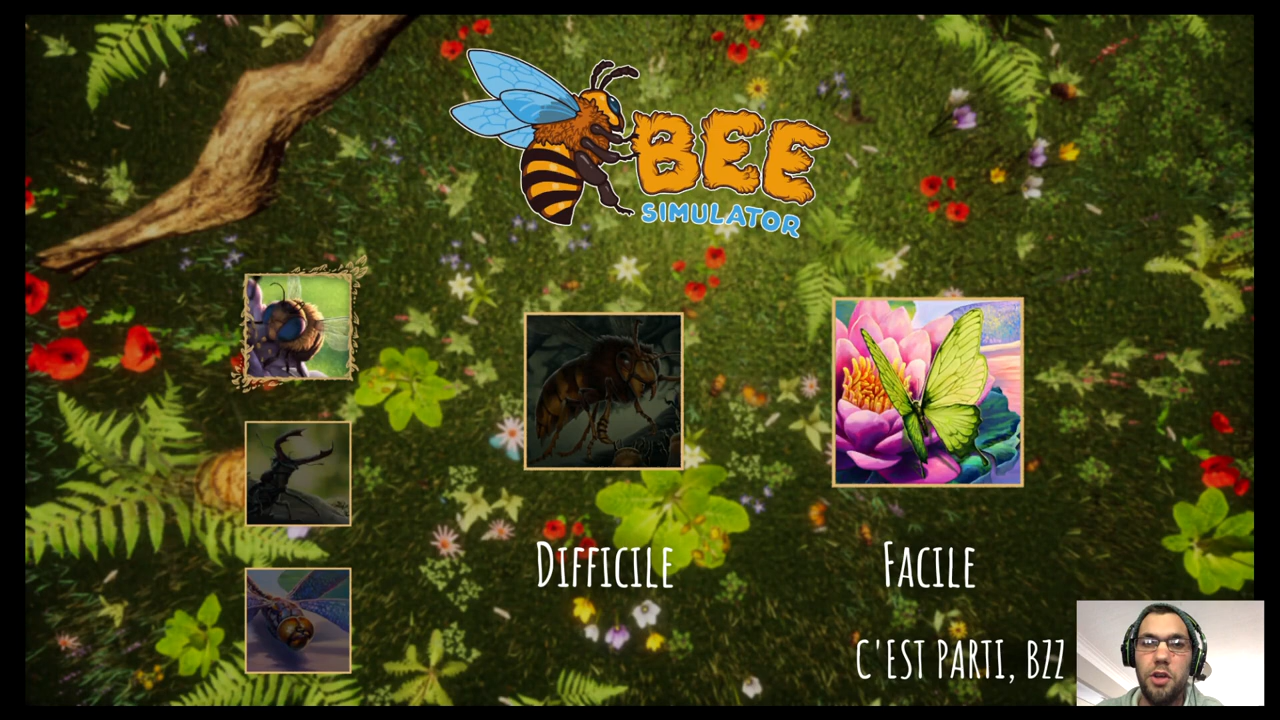 BEE
SIMULATOR
DIFFICILE
FACILE
C'EST PARTI, BZZ